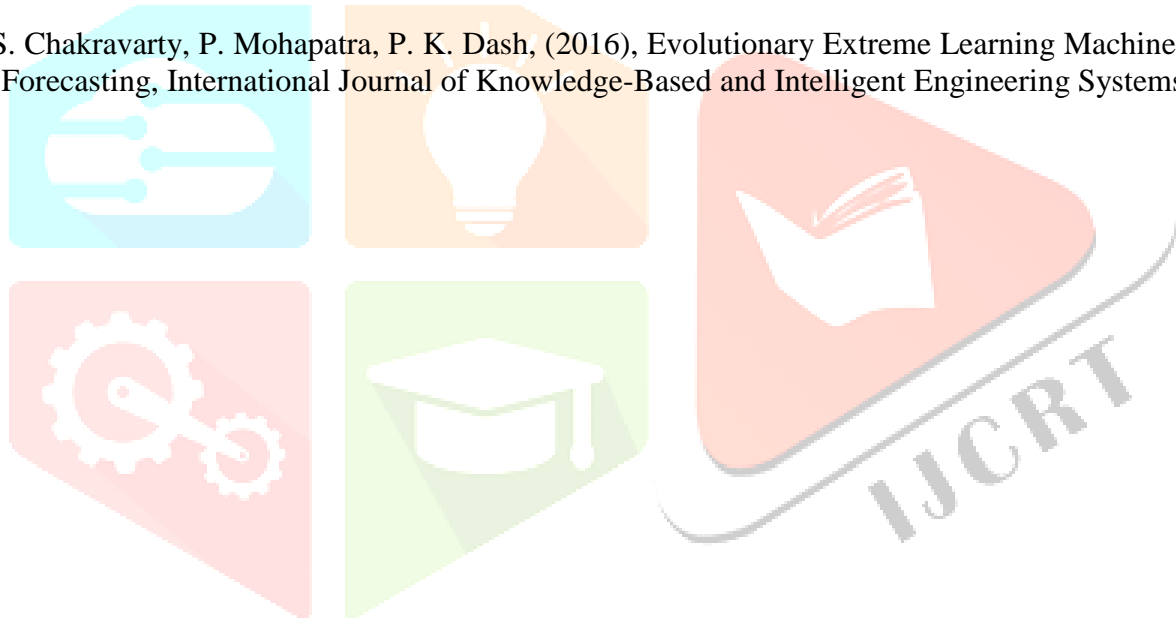 S. Chakravarty, P. Mohapatra, P. K. Dash, (2016), Evolutionary Extreme Learning Machine
Forecasting, International Journal of Knowledge-Based and Intelligent Engineering Systems
IJCRT